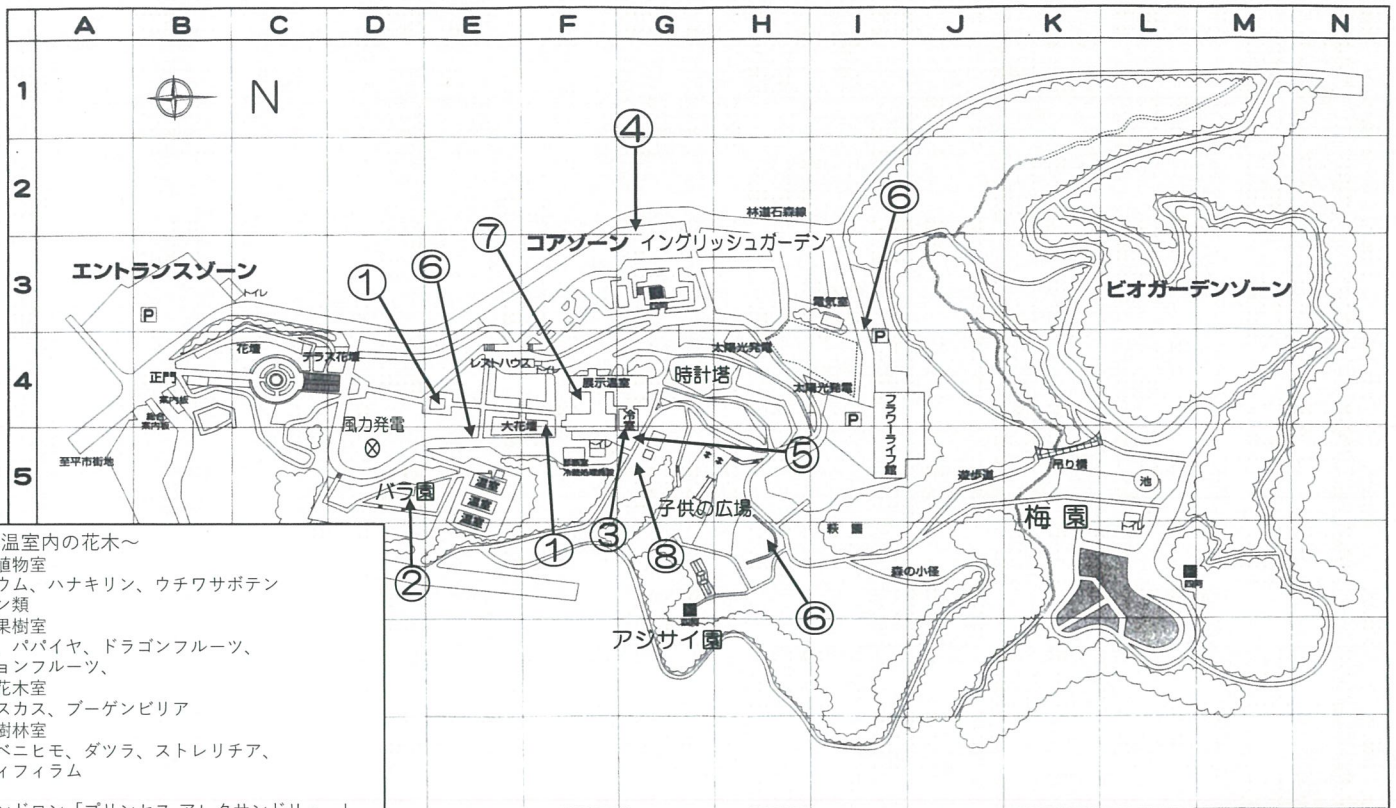 A B C D E F G H I J K L M N
1
2
3
4
5
N
④
林道石森線
⑥
⑦
コアゾーン イングリッシュガーデン
エントランスゾーン
トイレ
①
⑥
四阿
ビオガーデンゾーン
P
電気室
P
花壇
テラス花壇
レストハウス
トイレ
太陽光発電
正門
案内板
展示温室
時計塔
太陽光発電
総合
案内板
冷室
風力発電
大花壇
P
フラワーライフ館
至平市街地
⑤
吊り橋
遊歩道
池
バラ園
温室
温室
温室
子供の広場
梅園
トイレ
萩園
③
⑧
①
②
森の小径
四阿
⑥
四阿
アジサイ園
温室内の花木~
植物室
ウム、ハナキリン、ウチワサボテン
ン類
果樹室
パパイヤ、ドラゴンフルーツ、
ョンフルーツ、
花木室
スカス、ブーゲンビリア
樹林室
ベニヒモ、ダツラ、ストレリチア、
ィフィラム